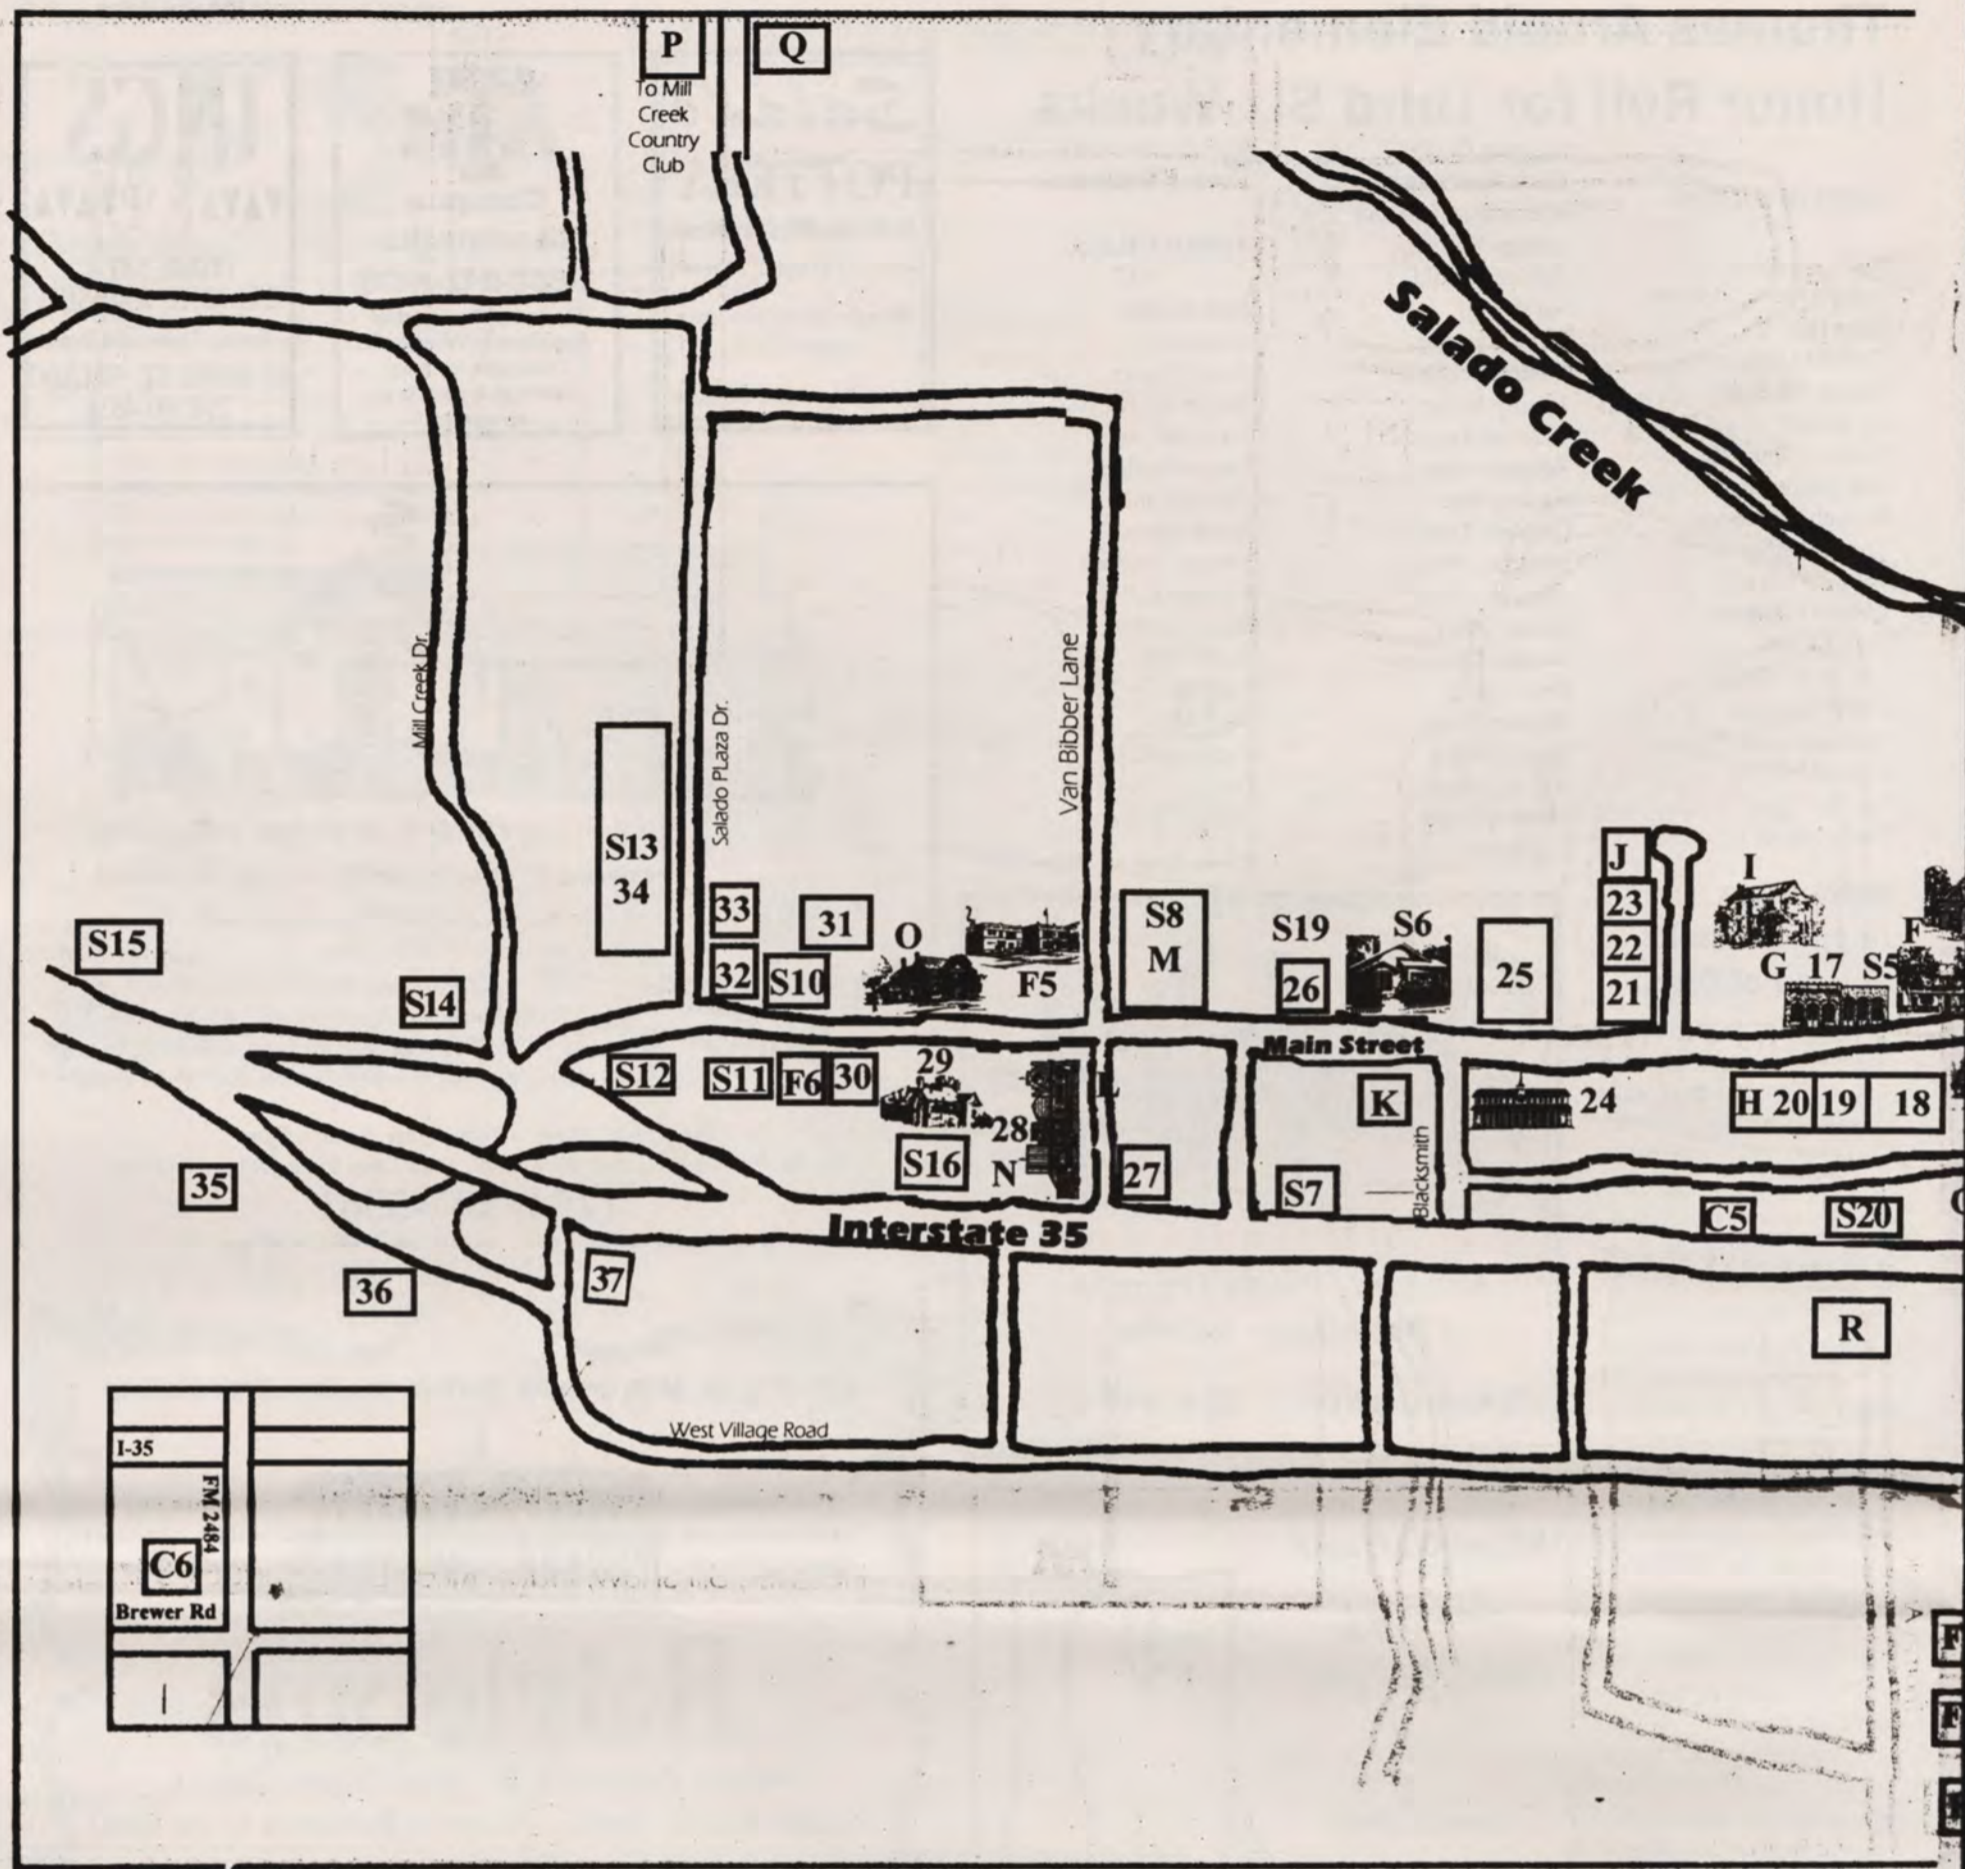 P
Q
To Mill
Creek
Country
Club
Salado Creek
Mill Creek Dr.
Salado PLaza Dr.
Van Bibber Lane
S13
34
33
32
31
S10
O
F5
S8
M
S19
26
S6
25
J
23
22
21
I
G 17 S5
F
S15
S14
Main Street
S12
S11
F6
30
29
28
S16
N
L
27
K
S7
Blacksmith
24
H 20
19
18
C5
S20
35
36
37
Interstate 35
R
West Village Road
I-35
FM 2484
C6
Brewer Rd
F
F